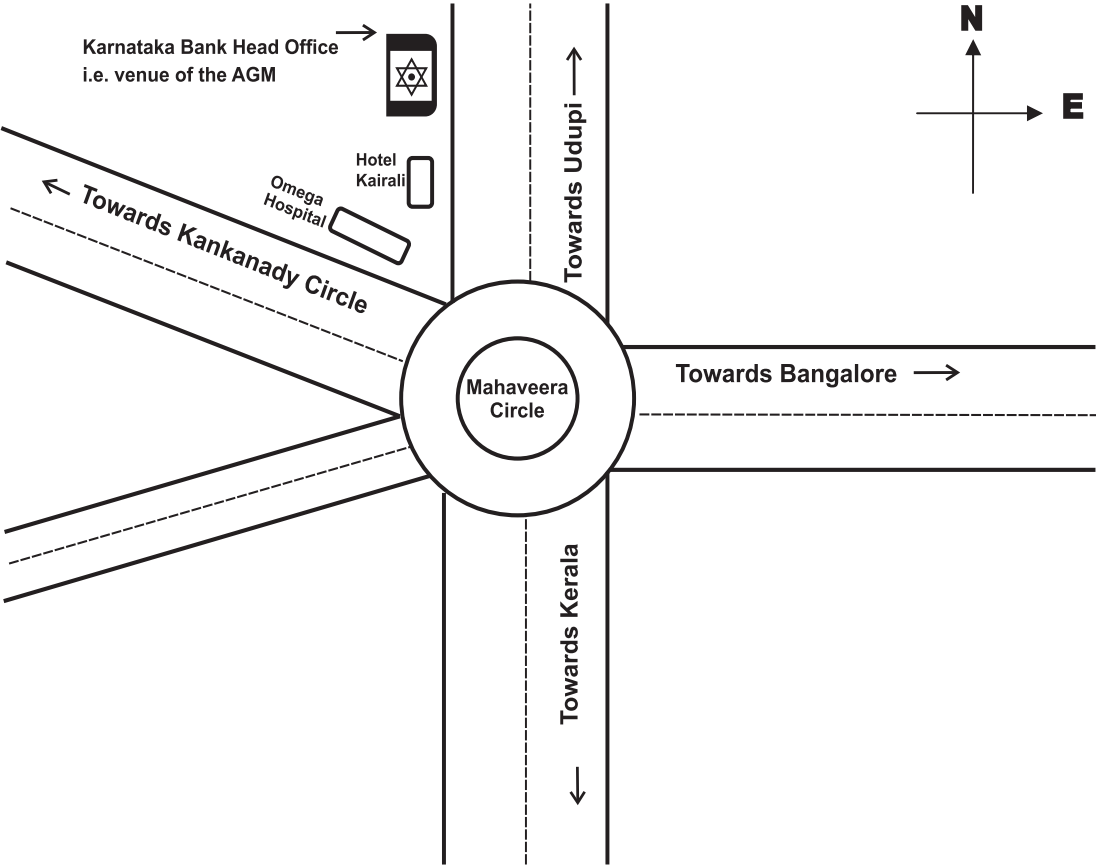 N
E
Karnataka Bank Head Office
i.e. venue of the AGM
Hotel
Kairali
Omega
Hospital
Towards Udupi
Towards Kankanady Circle
Mahaveera
Circle
Towards Bangalore
Towards Kerala